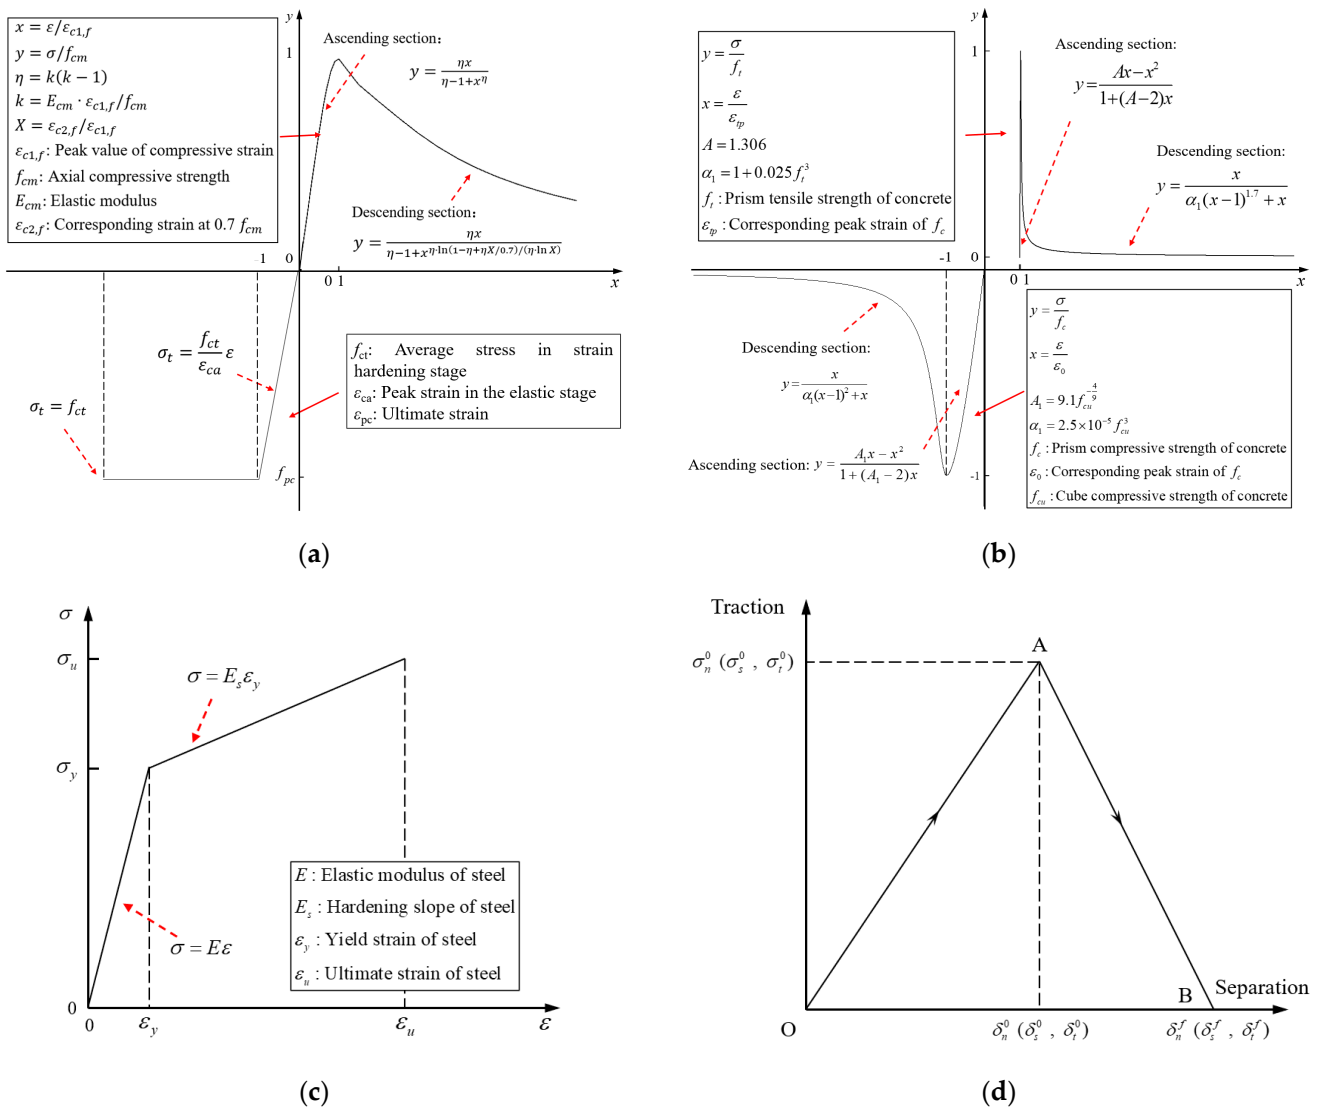 y
x = ε/ε_{c1,f}
y = σ/f_{cm}
η = k(k − 1)
k = E_{cm} · ε_{c1,f}/f_{cm}
X = ε_{c2,f}/ε_{c1,f}
ε_{c1,f}: Peak value of compressive strain
f_{cm}: Axial compressive strength
E_{cm}: Elastic modulus
ε_{c2,f}: Corresponding strain at 0.7 f_{cm}
1
Ascending section:
y = ηx / (η−1+x^η)
Descending section:
y = ηx / (η−1+x^{η·ln(1−η+ηX/0.7)/(η·ln X)})
-1
0
0 1
x
σ_t = (f_{ct}/ε_{ca}) ε
σ_t = f_{ct}
f_{pc}
f_{ct}: Average stress in strain
hardening stage
ε_{ca}: Peak strain in the elastic stage
ε_{pc}: Ultimate strain
(a)
y
y = σ/f_t
x = ε/ε_{tp}
A = 1.306
α_1 = 1 + 0.025 f_t^3
f_t : Prism tensile strength of concrete
ε_{tp} : Corresponding peak strain of f_c
1
Ascending section:
y = (Ax−x^2) / (1+(A−2)x)
Descending section:
y = x / (α_1(x−1)^{1.7} + x)
-1
0
0 1
x
Descending section:
y = x / (α_1(x−1)^2 + x)
Ascending section: y = (A_1x − x^2) / (1 + (A_1 − 2)x)
-1
y = σ/f_c
x = ε/ε_0
A_1 = 9.1 f_{cu}^{−4/9}
α_1 = 2.5×10^{−5} f_{cu}^3
f_c : Prism compressive strength of concrete
ε_0 : Corresponding peak strain of f_c
f_{cu} : Cube compressive strength of concrete
(b)
σ
σ_u
σ = E_sε_y
σ_y
σ = Eε
E : Elastic modulus of steel
E_s : Hardening slope of steel
ε_y : Yield strain of steel
ε_u : Ultimate strain of steel
0
0
ε_y
ε_u
ε
(c)
Traction
σ_n^0 (σ_s^0 , σ_t^0)
A
B
Separation
O
δ_n^0 (δ_s^0 , δ_t^0)
δ_n^f (δ_s^f , δ_t^f)
(d)